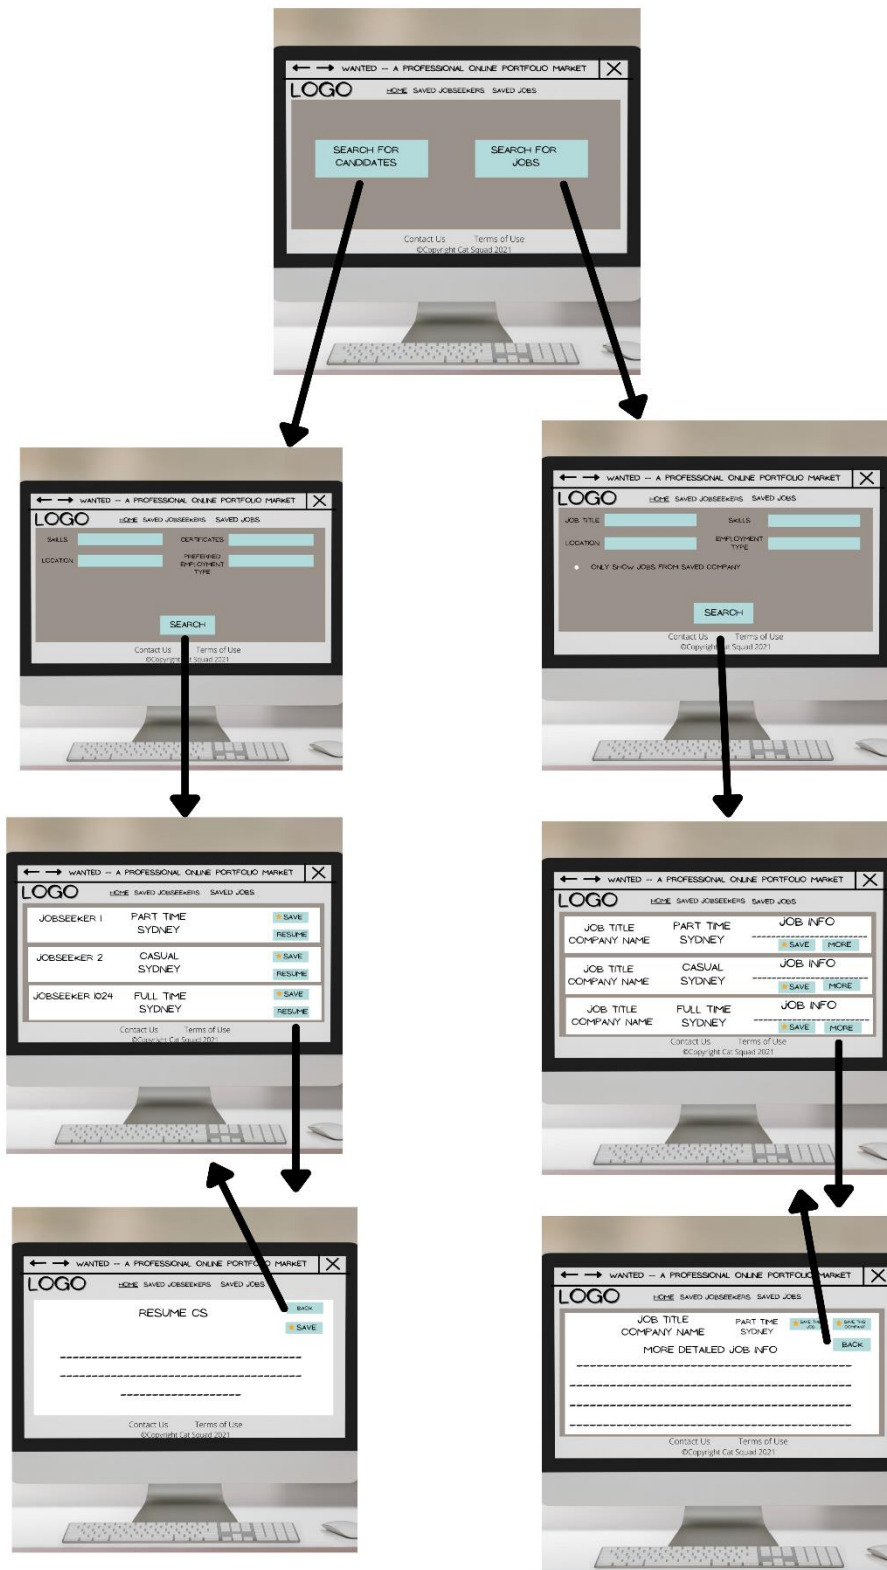 WANTED -- A PROFESSIONAL ONLINE PORTFOLIO MARKET
LOGO HOME SAVED JOBSEEKERS SAVED JOBS
SEARCH FOR CANDIDATES
SEARCH FOR JOBS
Contact Us Terms of Use
©Copyright Cat Squad 2021
WANTED -- A PROFESSIONAL ONLINE PORTFOLIO MARKET
LOGO HOME SAVED JOBSEEKERS SAVED JOBS
SKILLS CERTIFICATES
LOCATION PREFERRED EMPLOYMENT TYPE
SEARCH
Contact Us Terms of Use
©Copyright Cat Squad 2021
WANTED -- A PROFESSIONAL ONLINE PORTFOLIO MARKET
LOGO HOME SAVED JOBSEEKERS SAVED JOBS
JOB TITLE SKILLS
LOCATION EMPLOYMENT TYPE
ONLY SHOW JOBS FROM SAVED COMPANY
SEARCH
Contact Us Terms of Use
©Copyright Cat Squad 2021
WANTED -- A PROFESSIONAL ONLINE PORTFOLIO MARKET
LOGO HOME SAVED JOBSEEKERS SAVED JOBS
JOBSEEKER 1 PART TIME SAVE
SYDNEY RESUME
JOBSEEKER 2 CASUAL SAVE
SYDNEY RESUME
JOBSEEKER 1024 FULL TIME SAVE
SYDNEY RESUME
Contact Us Terms of Use
©Copyright Cat Squad 2021
WANTED -- A PROFESSIONAL ONLINE PORTFOLIO MARKET
LOGO HOME SAVED JOBSEEKERS SAVED JOBS
JOB TITLE PART TIME JOB INFO
COMPANY NAME SYDNEY SAVE MORE
JOB TITLE CASUAL JOB INFO
COMPANY NAME SYDNEY SAVE MORE
JOB TITLE FULL TIME JOB INFO
COMPANY NAME SYDNEY SAVE MORE
Contact Us Terms of Use
©Copyright Cat Squad 2021
WANTED -- A PROFESSIONAL ONLINE PORTFOLIO MARKET
LOGO HOME SAVED JOBSEEKERS SAVED JOBS
RESUME CS BACK
SAVE
Contact Us Terms of Use
©Copyright Cat Squad 2021
WANTED -- A PROFESSIONAL ONLINE PORTFOLIO MARKET
LOGO HOME SAVED JOBSEEKERS SAVED JOBS
JOB TITLE PART TIME SAVE THIS JOB SAVE THIS COMPANY
COMPANY NAME SYDNEY
BACK
MORE DETAILED JOB INFO
Contact Us Terms of Use
©Copyright Cat Squad 2021